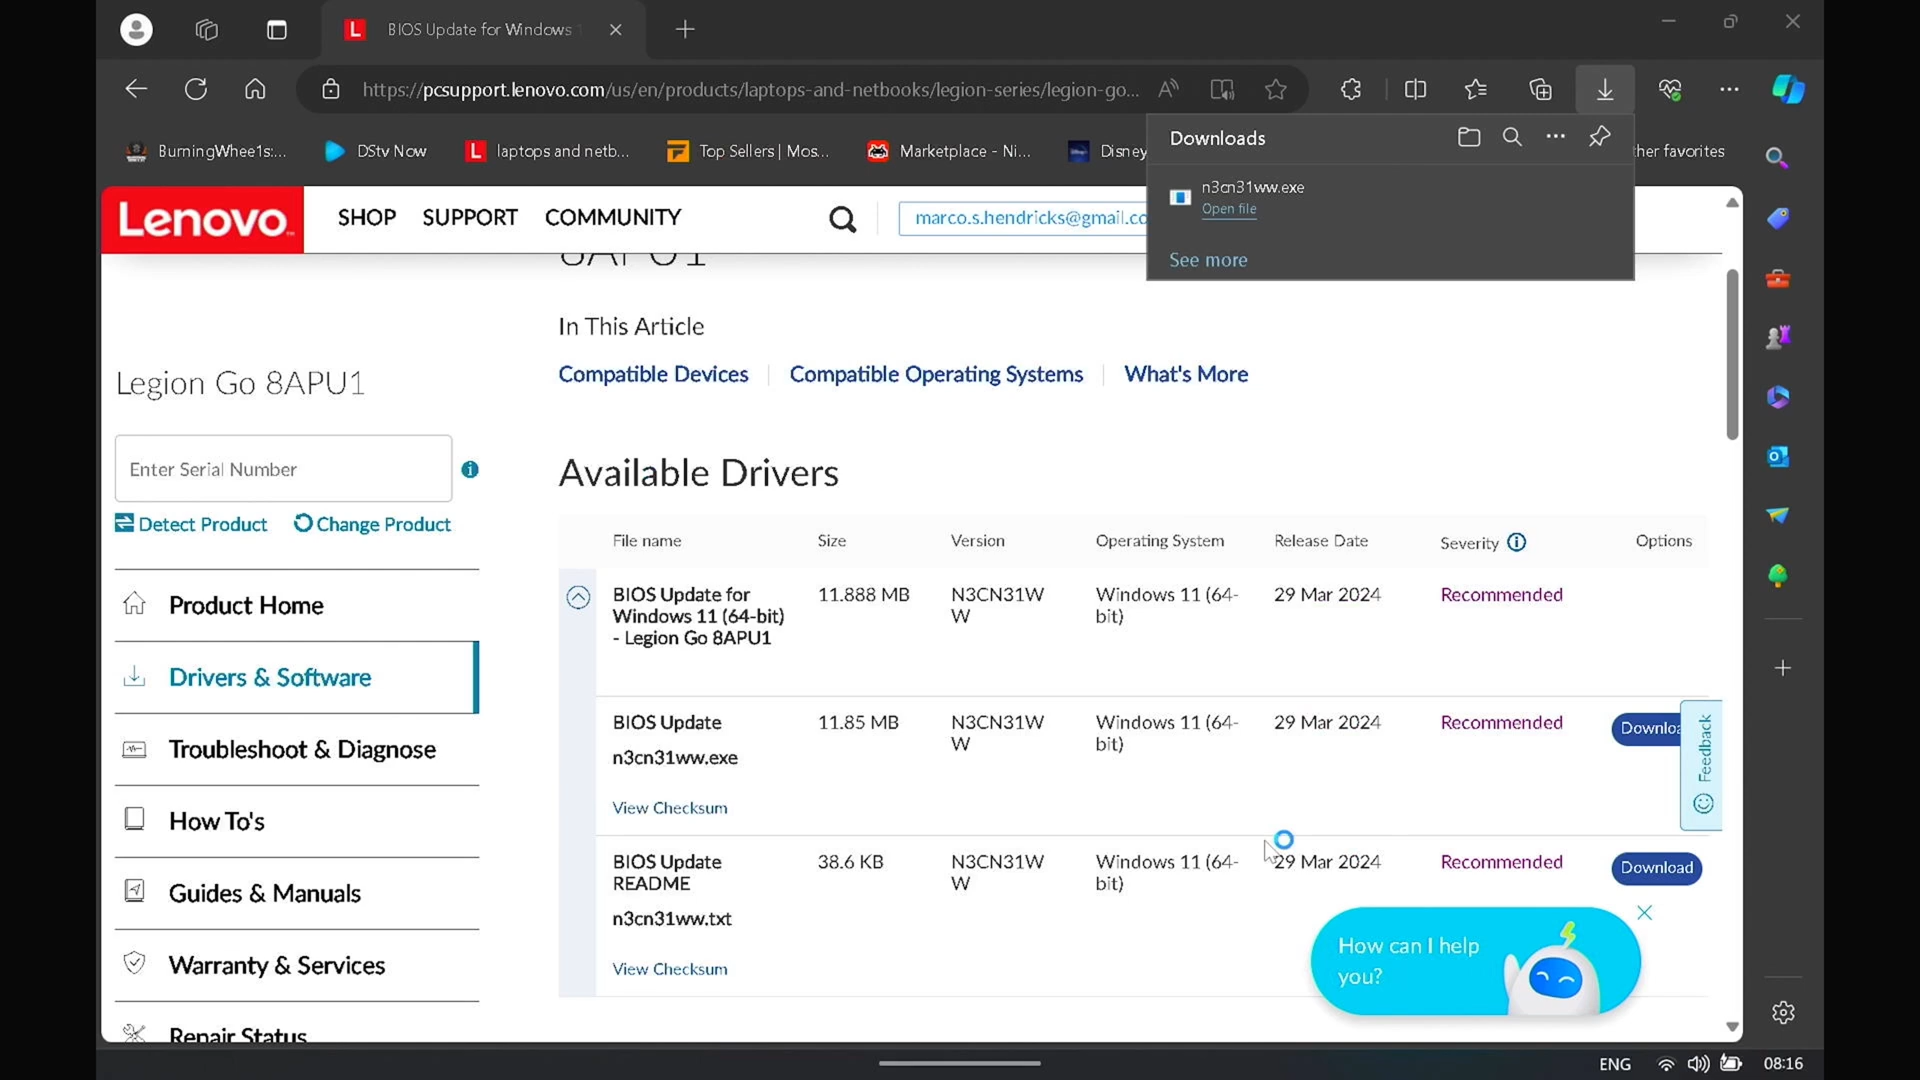 BIOS Update for Windows 1
https://pcsupport.lenovo.com/us/en/products/laptops-and-netbooks/legion-series/legion-go...
BurningWhee1s:...
DStv Now
laptops and netb...
Top Sellers | Mos...
Marketplace - Ni...
Disney
ther favorites
Downloads
n3cn31ww.exe
Open file
See more
Lenovo
SHOP
SUPPORT
COMMUNITY
marco.s.hendricks@gmail.co
8APU1
In This Article
Compatible Devices
Compatible Operating Systems
What's More
Legion Go 8APU1
Enter Serial Number
Detect Product
Change Product
Product Home
Drivers & Software
Troubleshoot & Diagnose
How To's
Guides & Manuals
Warranty & Services
Repair Status
Available Drivers
File name Size Version Operating System Release Date Severity Options
BIOS Update for 11.888 MB N3CN31W Windows 11 (64- 29 Mar 2024 Recommended
Windows 11 (64-bit) W bit)
- Legion Go 8APU1
BIOS Update 11.85 MB N3CN31W Windows 11 (64- 29 Mar 2024 Recommended Downloa
W bit)
n3cn31ww.exe
View Checksum
BIOS Update 38.6 KB N3CN31W Windows 11 (64- 29 Mar 2024 Recommended Download
README W bit)
n3cn31ww.txt
View Checksum
Feedback
How can I help
you?
ENG
08:16